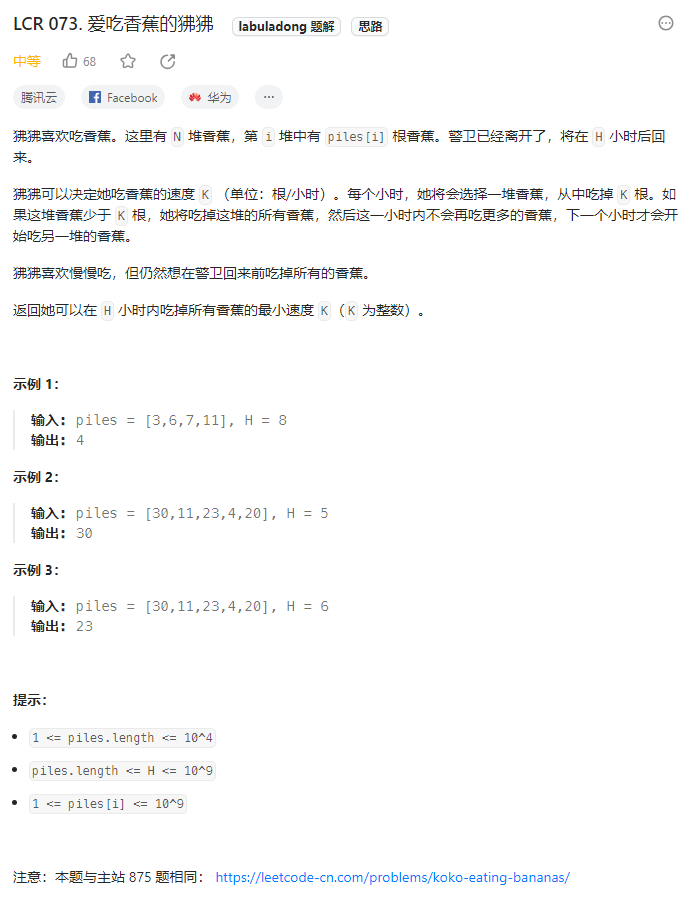 LCR 073. 爱吃香蕉的狒狒 labuladong 题解 思路
中等 68
腾讯云 Facebook 华为 ···
狒狒喜欢吃香蕉。这里有 N 堆香蕉，第 i 堆中有 piles[i] 根香蕉。警卫已经离开了，将在 H 小时后回
来。
狒狒可以决定她吃香蕉的速度 K （单位：根/小时）。每个小时，她将会选择一堆香蕉，从中吃掉 K 根。如
果这堆香蕉少于 K 根，她将吃掉这堆的所有香蕉，然后这一小时内不会再吃更多的香蕉，下一个小时才会开
始吃另一堆的香蕉。
狒狒喜欢慢慢吃，但仍然想在警卫回来前吃掉所有的香蕉。
返回她可以在 H 小时内吃掉所有香蕉的最小速度 K（K 为整数）。
示例 1：
输入：piles = [3,6,7,11], H = 8
输出：4
示例 2：
输入：piles = [30,11,23,4,20], H = 5
输出：30
示例 3：
输入：piles = [30,11,23,4,20], H = 6
输出：23
提示：
• 1 <= piles.length <= 10^4
• piles.length <= H <= 10^9
• 1 <= piles[i] <= 10^9
注意：本题与主站 875 题相同： https://leetcode-cn.com/problems/koko-eating-bananas/